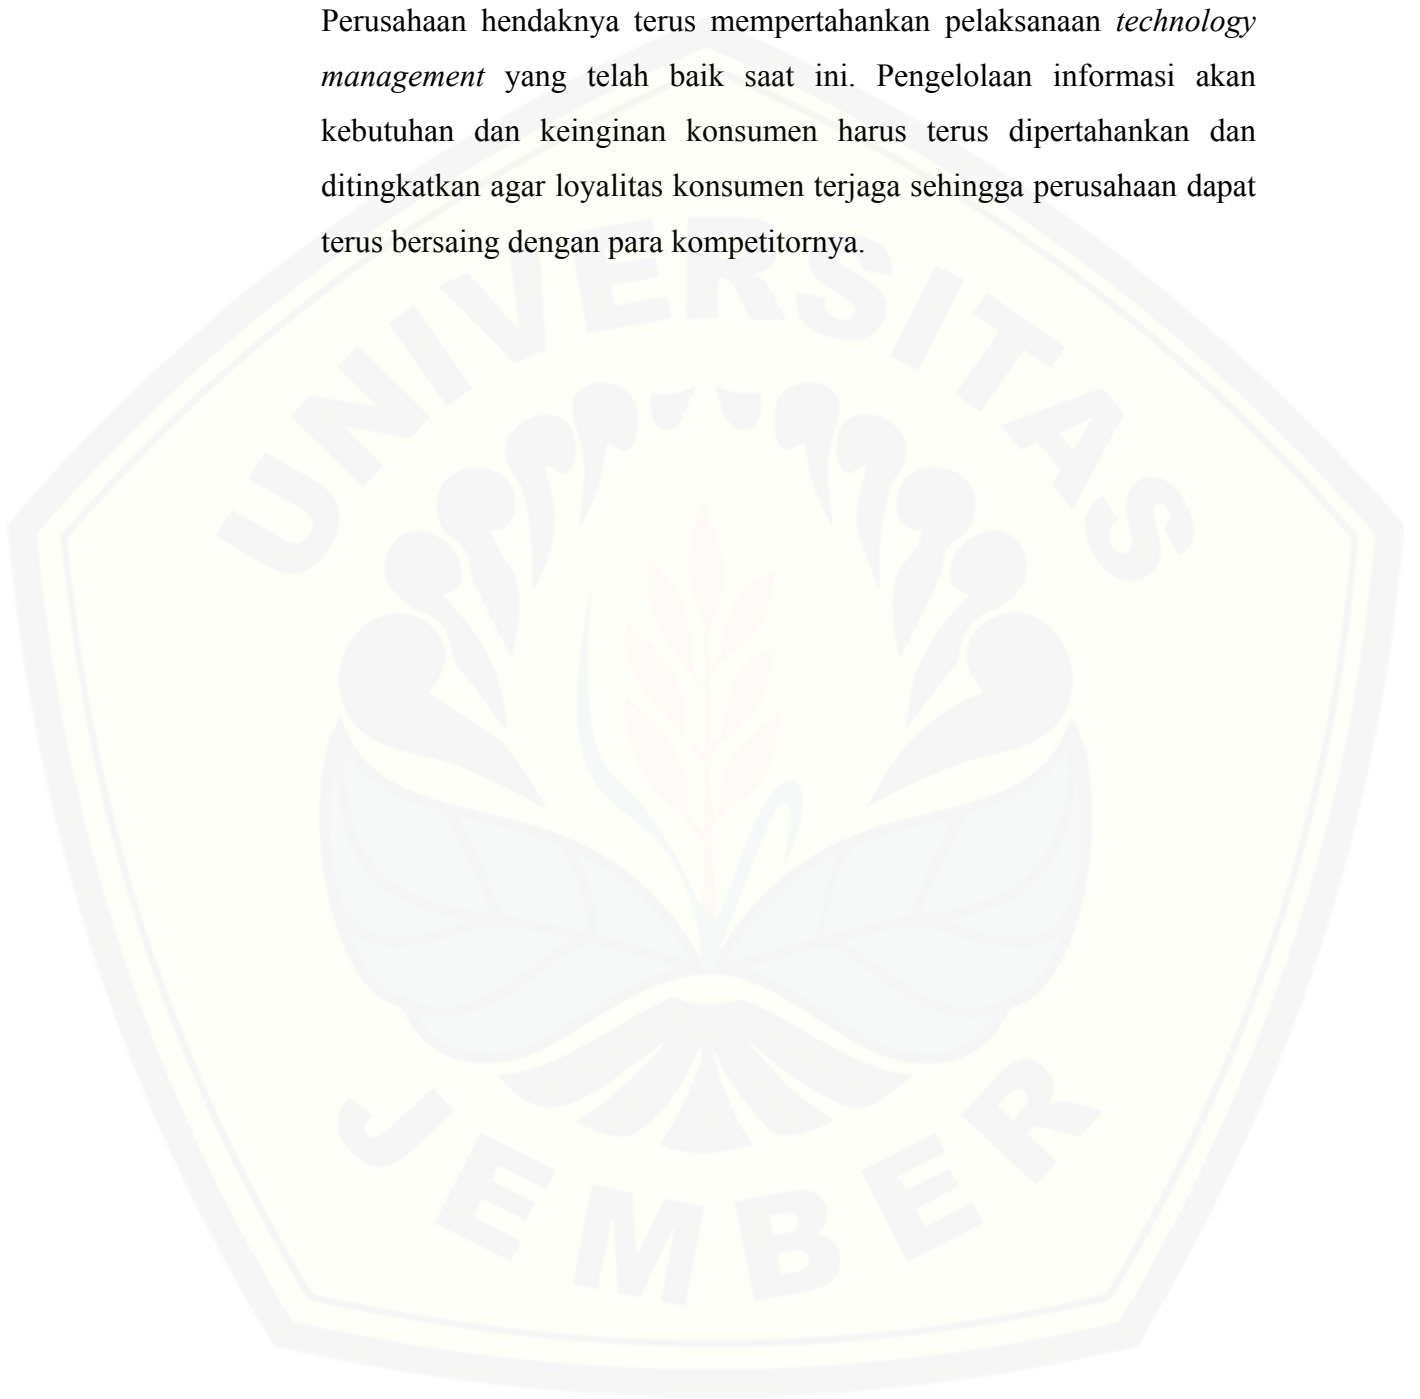 Perusahaan hendaknya terus mempertahankan pelaksanaan technology
management yang telah baik saat ini. Pengelolaan informasi akan
kebutuhan dan keinginan konsumen harus terus dipertahankan dan
ditingkatkan agar loyalitas konsumen terjaga sehingga perusahaan dapat
terus bersaing dengan para kompetitornya.
UNIVERSITAS
JEMBER